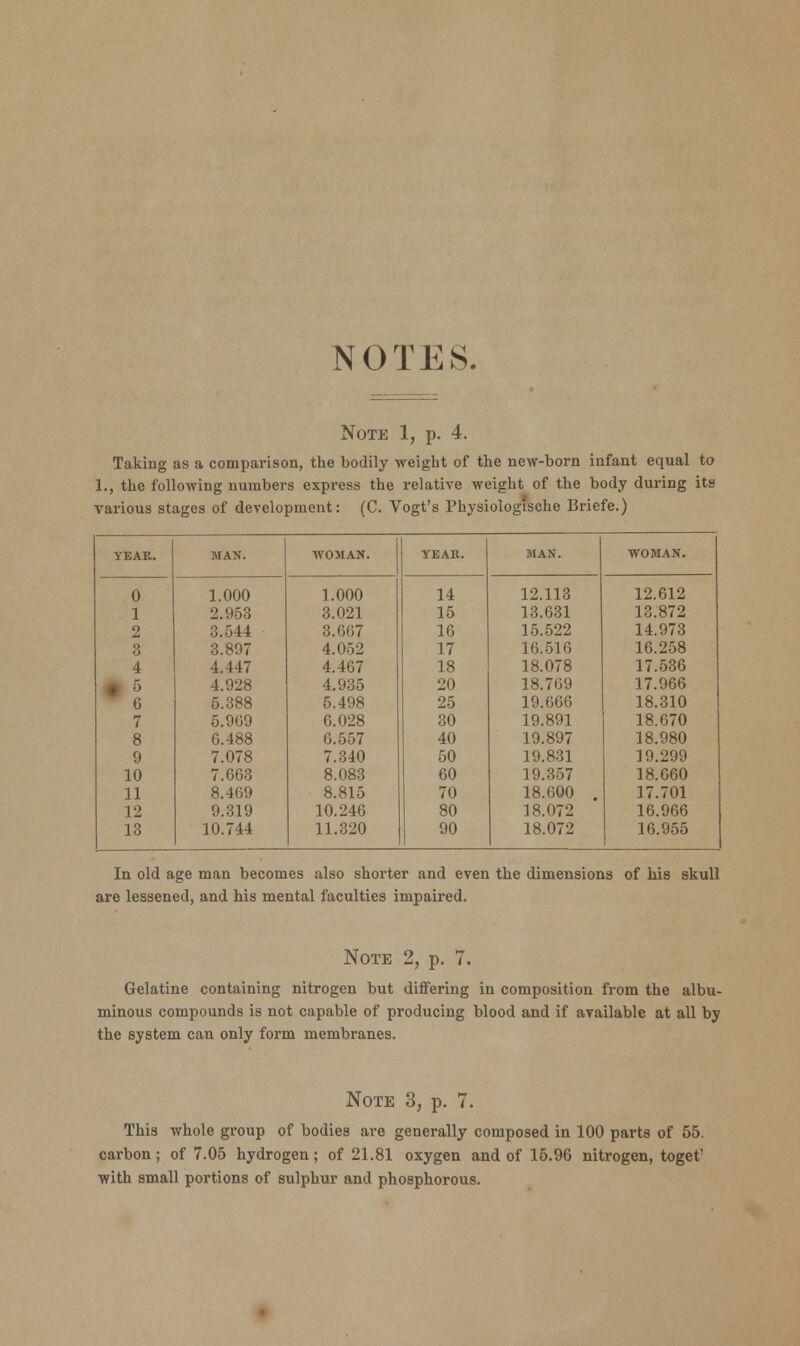 NOTES.
Note 1, p. 4.
Taking as a comparison, the bodily weight of the new-born infant equal to
1., the following numbers express the relative weight of the body during its
various stages of development: (C. Vogt's Physiologische Briefe.)
YEAR. MAN. WOMAN. YEAR. MAN. WOMAN.
0 1.000 1.000 14 12.113 12.612
1 2.953 3.021 15 13.631 13.872
2 3.544 3.667 16 15.522 14.973
3 3.897 4.052 17 16.516 16.258
4 4.447 4.467 18 18.078 17.536
5 4.928 4.935 20 18.769 17.966
6 5.388 5.498 25 19.666 18.310
7 5.969 6.028 30 19.891 18.670
8 6.488 6.557 40 19.897 18.980
9 7.078 7.340 50 19.831 19.299
10 7.663 8.083 60 19.357 18.660
11 8.469 8.815 70 18.600 17.701
12 9.319 10.246 80 18.072 16.966
13 10.744 11.320 90 18.072 16.955
In old age man becomes also shorter and even the dimensions of his skull
are lessened, and his mental faculties impaired.
Note 2, p. 7.
Gelatine containing nitrogen but differing in composition from the albu-
minous compounds is not capable of producing blood and if available at all by
the system can only form membranes.
Note 3, p. 7.
This whole group of bodies are generally composed in 100 parts of 55.
carbon; of 7.05 hydrogen; of 21.81 oxygen and of 15.96 nitrogen, toget'
with small portions of sulphur and phosphorous.